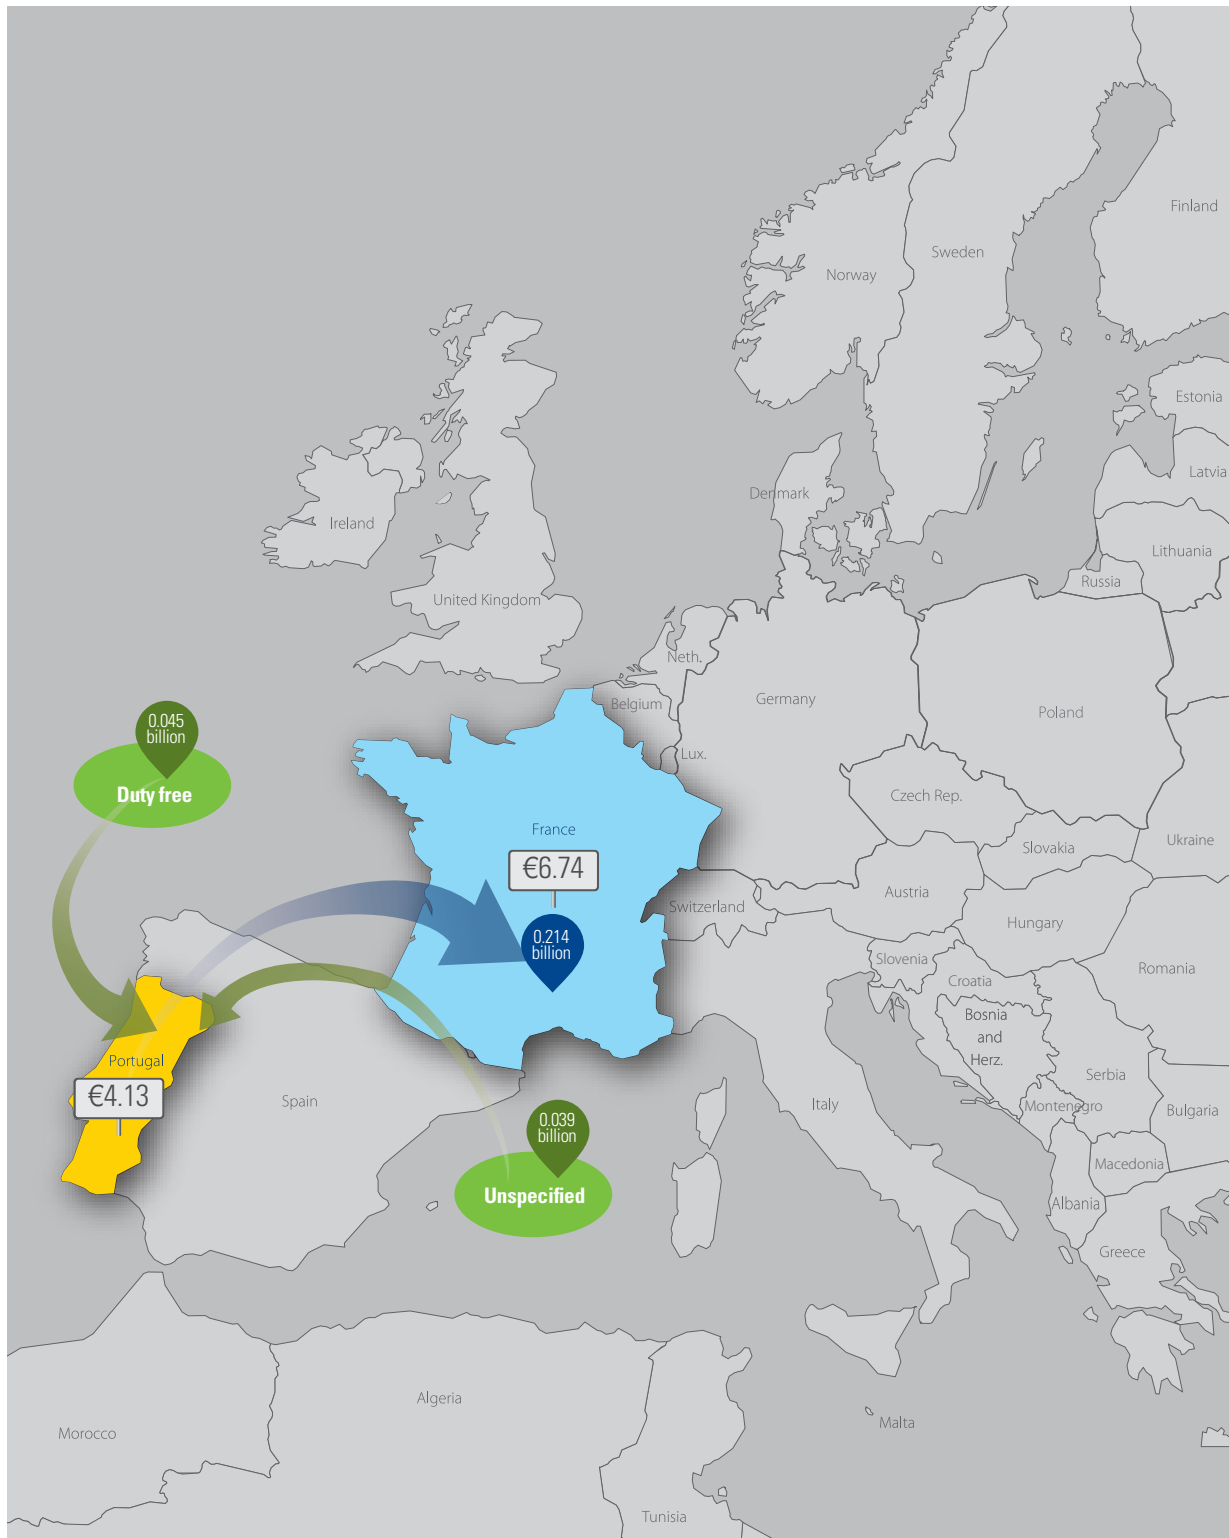 Finland
Sweden
Norway
Estonia
Latvia
Denmark
Ireland
Lithuania
Russia
United Kingdom
Neth.
Belgium
Germany
Poland
0.045
billion
Lux.
Duty free
Czech Rep.
France
Slovakia
Ukraine
€6.74
Austria
Switzerland
Hungary
0.214
billion
Slovenia
Croatia
Romania
Bosnia
and
Herz.
Portugal
Serbia
€4.13
Spain
Italy
Montenegro
Bulgaria
0.039
billion
Macedonia
Unspecified
Albania
Greece
Algeria
Malta
Morocco
Tunisia